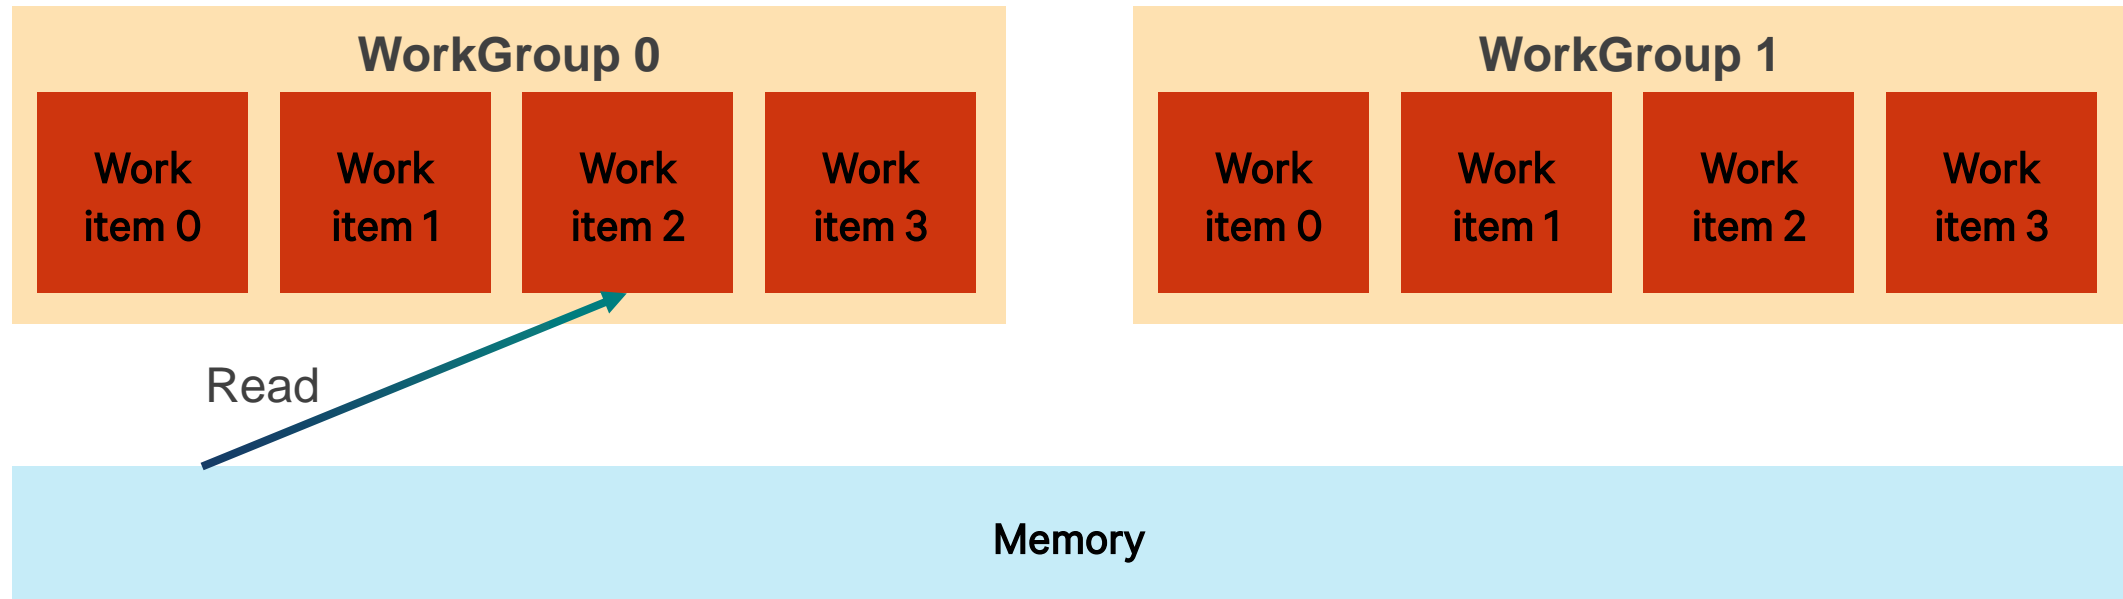 WorkGroup 0
Work
item 0
Work
item 1
Work
item 2
Work
item 3
WorkGroup 1
Work
item 0
Work
item 1
Work
item 2
Work
item 3
Read
Memory